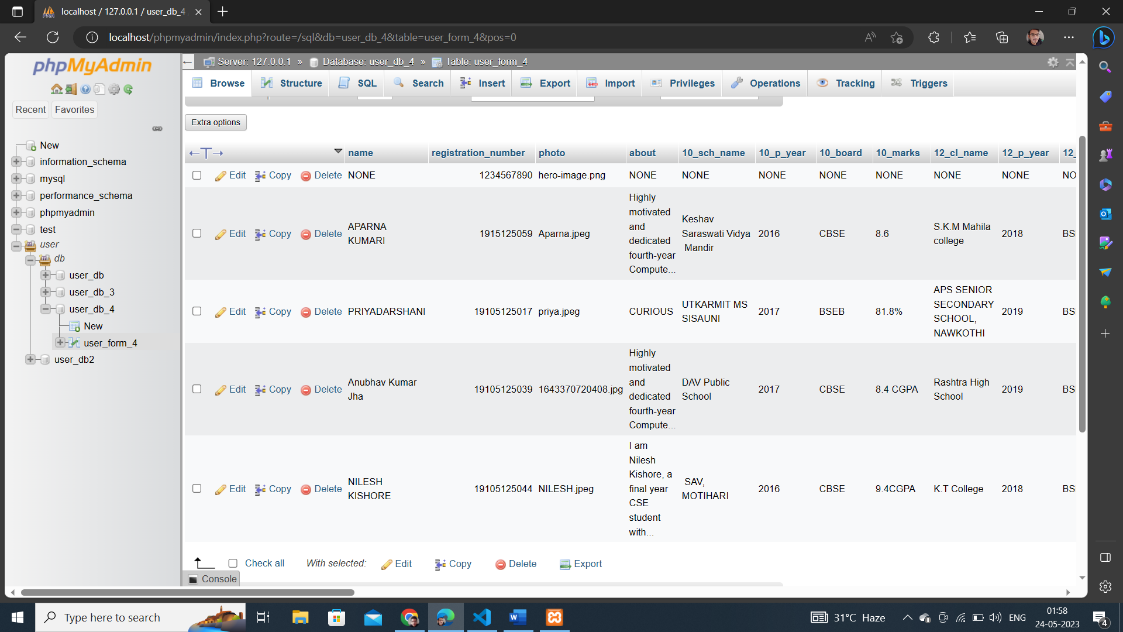 localhost / 127.0.0.1 / user_db_4
localhost/phpmyadmin/index.php?route=/sql&db=user_db_4&table=user_form_4&pos=0
phpMyAdmin
Recent Favorites
New
information_schema
mysql
performance_schema
phpmyadmin
test
user
db
user_db
user_db_3
user_db_4
New
user_form_4
user_db2
Server: 127.0.0.1 » Database: user_db_4 » Table: user_form_4
Browse Structure SQL Search Insert Export Import Privileges Operations Tracking Triggers
Extra options
name registration_number photo about 10_sch_name 10_p_year 10_board 10_marks 12_cl_name 12_p_year 12_
Edit Copy Delete NONE 1234567890 hero-image.png NONE NONE NONE NONE NONE NONE NONE NO
Edit Copy Delete APARNA KUMARI 1915125059 Aparna.jpeg
Highly
motivated
and
dedicated
fourth-year
Compute...
Keshav
Saraswati Vidya
Mandir
2016 CBSE 8.6
S.K.M Mahila
college
2018 BS
Edit Copy Delete PRIYADARSHANI 19105125017 priya.jpeg CURIOUS
UTKARMIT MS
SISAUNI
2017 BSEB 81.8%
APS SENIOR
SECONDARY
SCHOOL,
NAWKOTHI
2019 BS
Edit Copy Delete
Anubhav Kumar
Jha
19105125039 1643370720408.jpg
Highly
motivated
and
dedicated
fourth-year
Compute...
DAV Public
School
2017 CBSE 8.4 CGPA
Rashtra High
School
2019 BS
Edit Copy Delete
NILESH
KISHORE
19105125044 NILESH.jpeg
I am
Nilesh
Kishore, a
final year
CSE
student
with...
SAV,
MOTIHARI
2016 CBSE 9.4CGPA K.T College 2018 BS
Check all With selected: Edit Copy Delete Export
Console
Type here to search
31°C Haze
ENG
01:58
24-05-2023
4